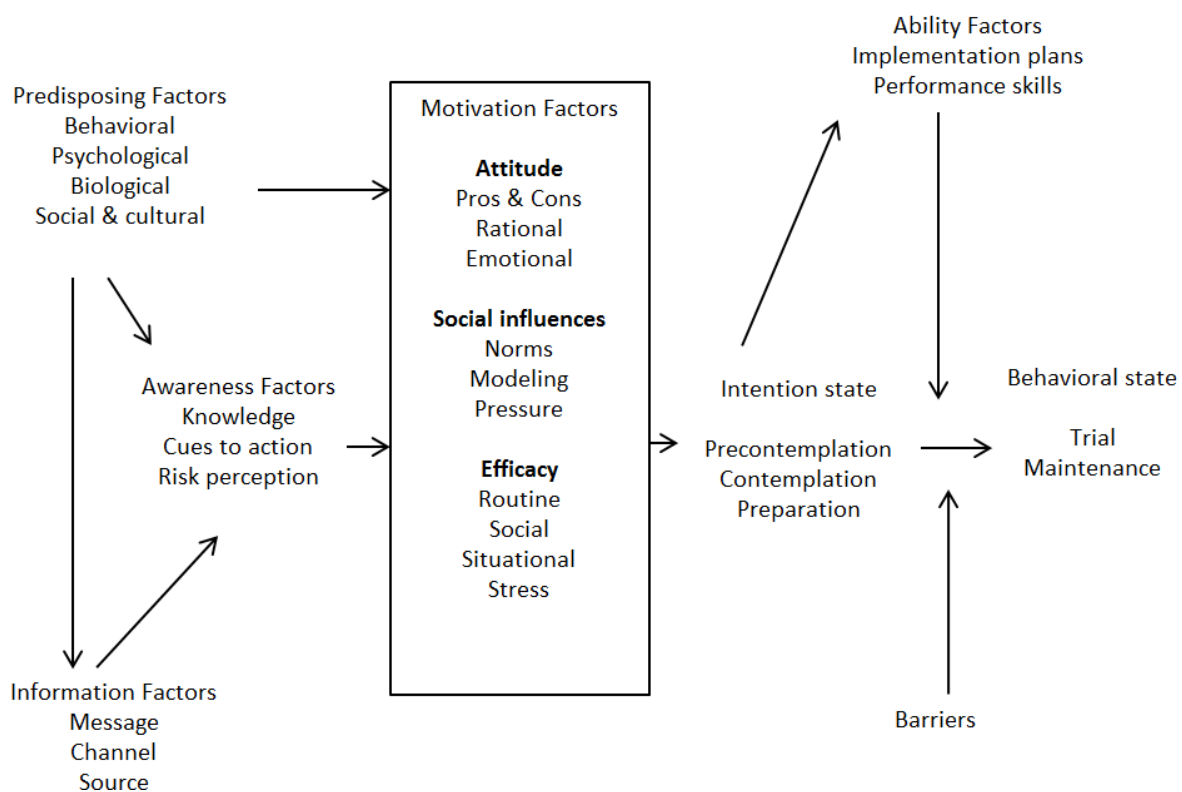 Predisposing Factors
Behavioral
Psychological
Biological
Social & cultural
Awareness Factors
Knowledge
Cues to action
Risk perception
Information Factors
Message
Channel
Source
Motivation Factors
Attitude
Pros & Cons
Rational
Emotional
Social influences
Norms
Modeling
Pressure
Efficacy
Routine
Social
Situational
Stress
Intention state
Precontemplation
Contemplation
Preparation
Ability Factors
Implementation plans
Performance skills
Behavioral state
Trial
Maintenance
Barriers